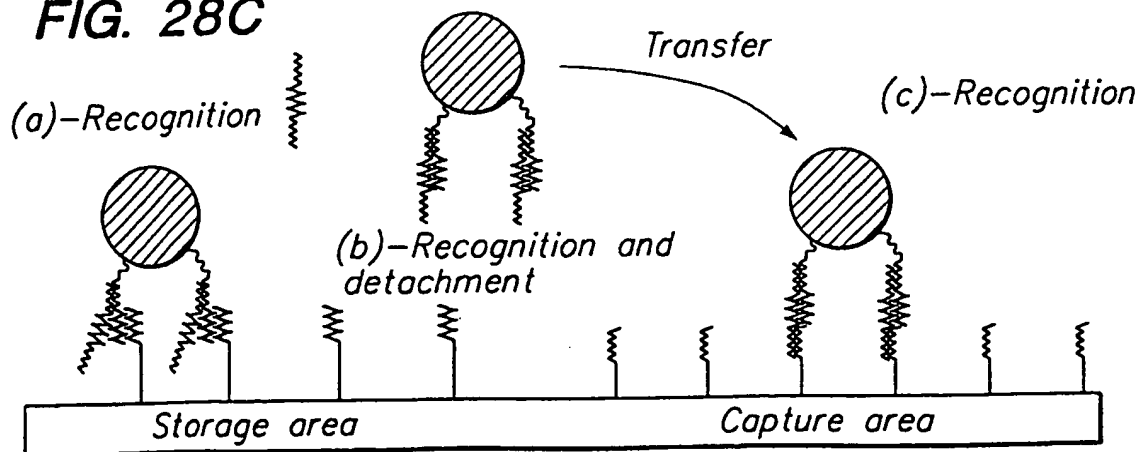 FIG. 28C
Transfer
(a)-Recognition
(c)-Recognition
(b)-Recognition and
detachment
Storage area
Capture area